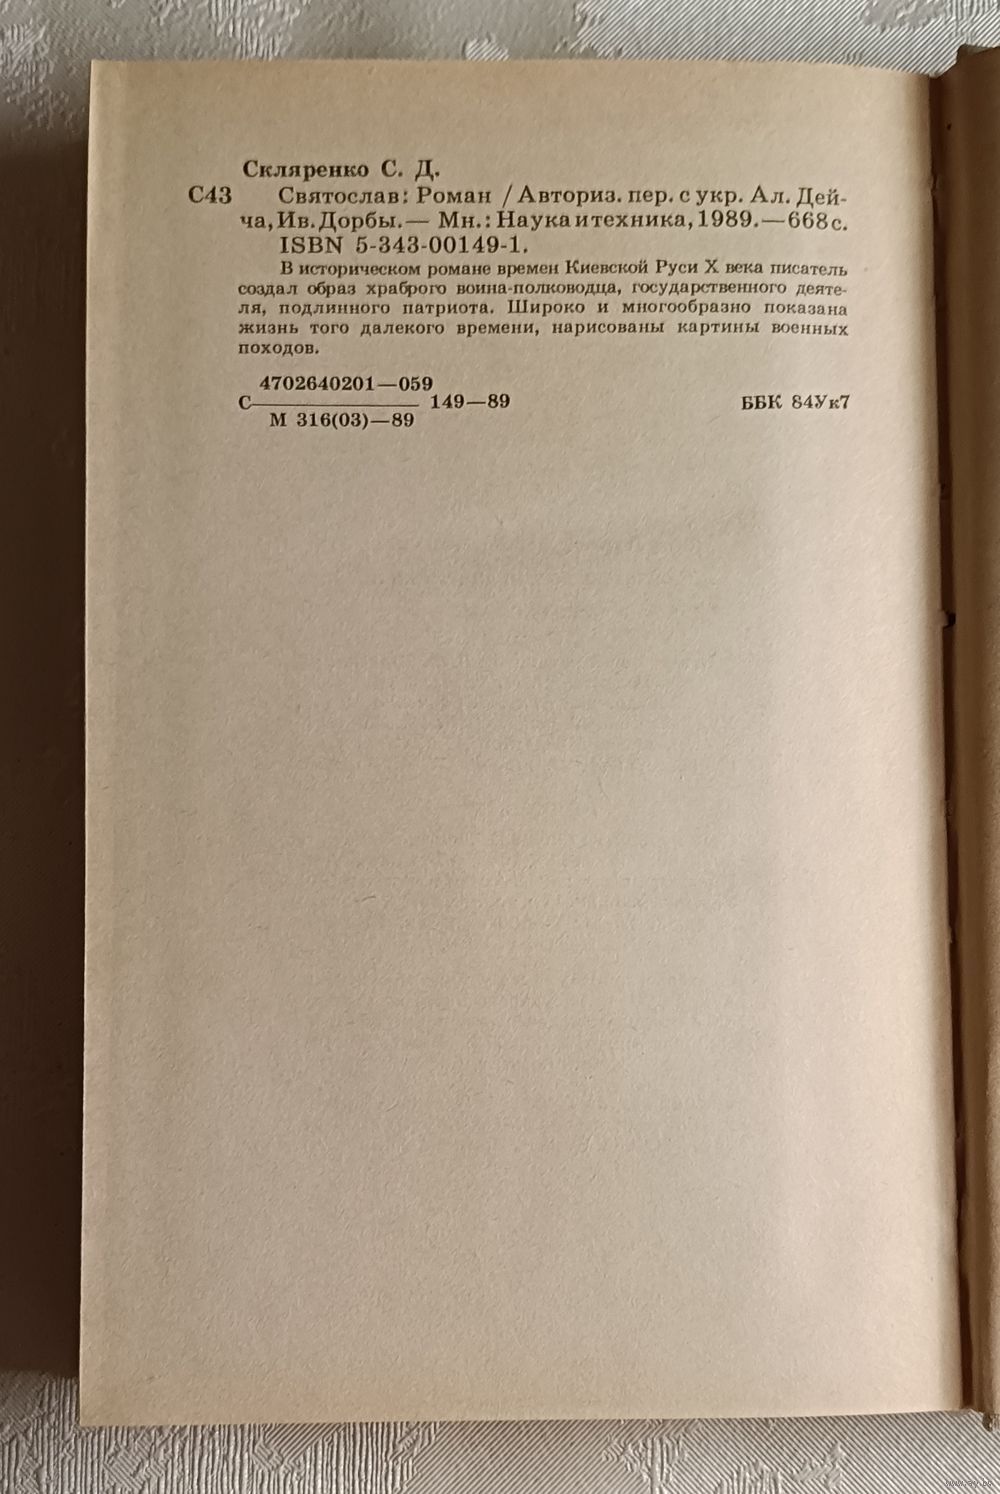 Скляренко С. Д.
С43 Святослав: Роман / Авториз. пер. с укр. Ал. Дей-
ча, Ив. Дорбы.— Мн.: Наука и техника, 1989.—668 с.
ISBN 5-343-00149-1.
В историческом романе времен Киевской Руси X века писатель
создал образ храброго воина-полководца, государственного деяте-
ля, подлинного патриота. Широко и многообразно показана
жизнь того далекого времени, нарисованы картины военных
походов.
4702640201—059
С 149—89 ББК 84Ук7
М 316(03)—89